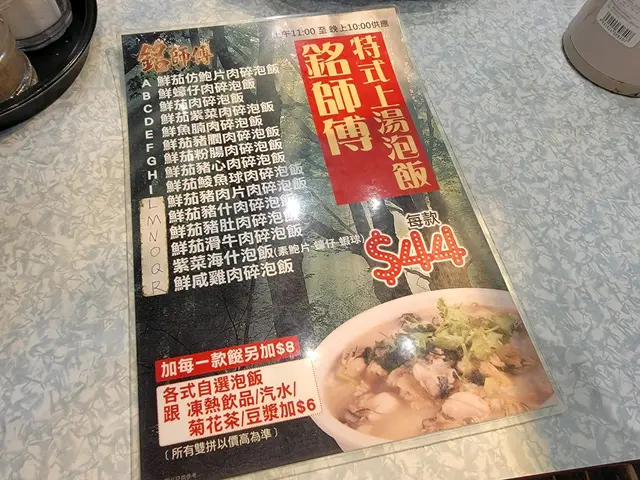 上午11:00 至 晚上10:00供應
銘師傅
特式上湯泡飯
銘師傅
A 鮮茄仿鮑片肉碎泡飯
B 鮮蠔仔肉碎泡飯
C 鮮茄肉碎泡飯
D 鮮茄紫菜肉碎泡飯
E 鮮魚腩肉碎泡飯
F 鮮茄豬膶肉碎泡飯
G 鮮茄粉腸肉碎泡飯
H 鮮茄豬心肉碎泡飯
I 鮮茄鯪魚球肉碎泡飯
L 鮮茄豬肉片肉碎泡飯
M 鮮茄豬什肉碎泡飯
N 鮮茄豬肚肉碎泡飯
O 鮮茄滑牛肉碎泡飯
Q 紫菜海什泡飯(素鮑片‧蠔仔‧蝦球)
R 鮮咸雞肉碎泡飯
每款
$44
加每一款餸另加$8
各式自選泡飯
跟 凍熱飲品/汽水/
菊花茶/豆漿加$6
(所有雙拼以價高為準)